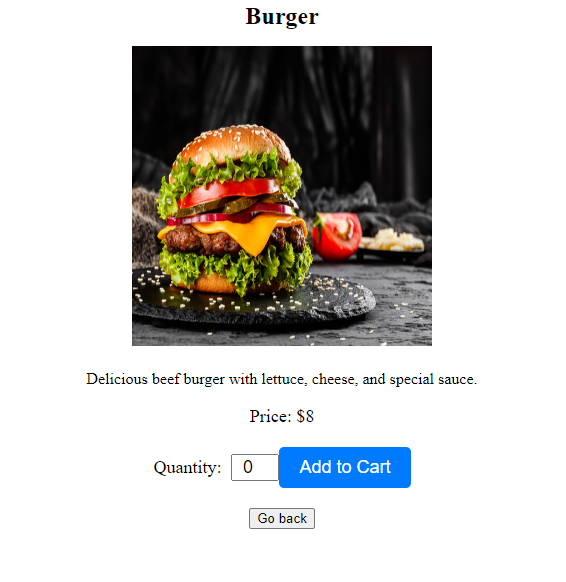 Burger
Delicious beef burger with lettuce, cheese, and special sauce.
Price: $8
Quantity: 0 Add to Cart
Go back